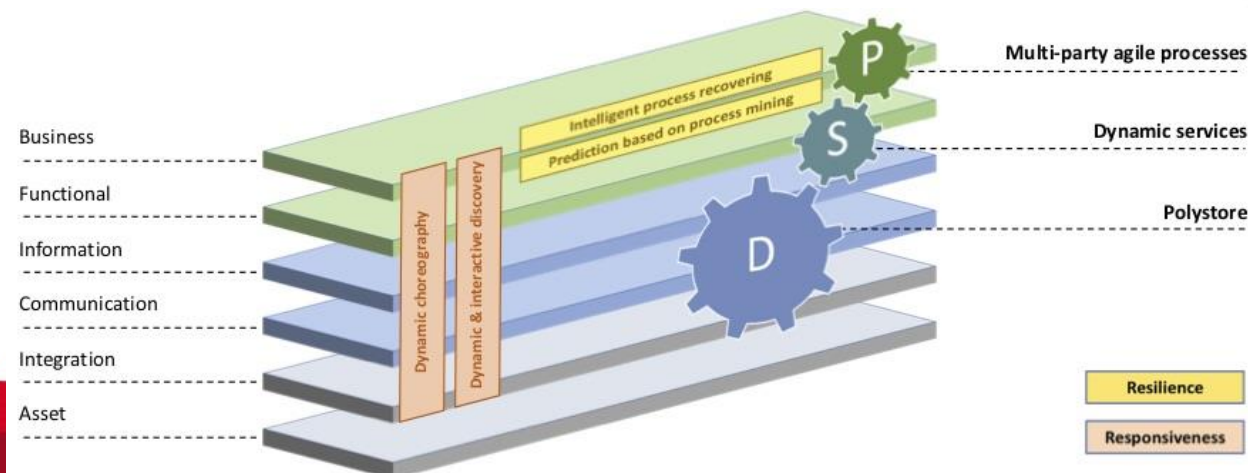 Business
Functional
Information
Communication
Integration
Asset
Dynamic choreography
Dynamic & interactive discovery
Intelligent process recovering
Prediction based on process mining
P
S
D
Multi-party agile processes
Dynamic services
Polystore
Resilience
Responsiveness